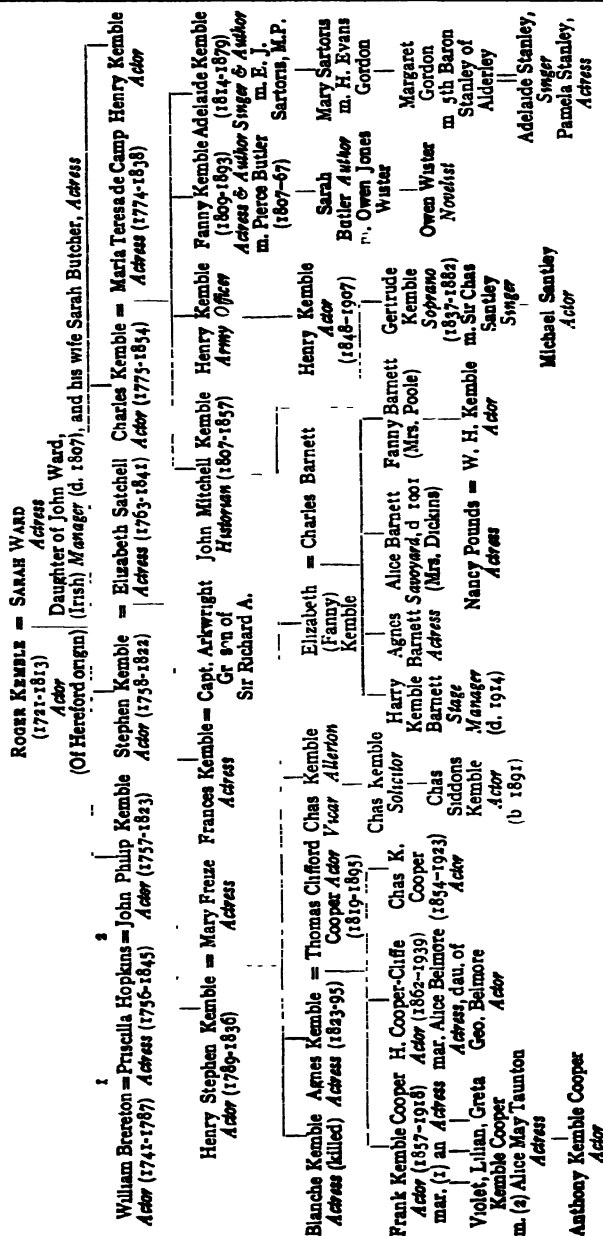 ROGER KEMBLE = SARAH WARD
(1721-1813) Actress
Actor Daughter of John Ward,
(Of Hereford origin) (Irish) Manager (d. 1807), and his wife Sarah Butcher, Actress
1 2
William Brereton = Priscilla Hopkins = John Philip Kemble Stephen Kemble = Elizabeth Satchell Charles Kemble = Maria Teresa de Camp Henry Kemble
Actor (1741-1787) Actress (1756-1845) Actor (1757-1823) Actor (1758-1822) Actress (1763-1841) Actor (1775-1854) Actress (1774-1838) Actor
Henry Stephen Kemble = Mary Freize Frances Kemble = Capt. Arkwright John Mitchell Kemble Henry Kemble Fanny Kemble Adelaide Kemble
Actor (1789-1836) Actress Actress Gr son of Historian (1807-1857) Army Officer (1809-1893) (1814-1879)
Sir Richard A. Actress & Author Singer & Author
m. Pierce Butler m. E. J.
(1807-67) Sartoris, M.P.
Blanche Kemble Agnes Kemble = Thomas Clifford Chas Kemble Elizabeth = Charles Barnett Henry Kemble Sarah Mary Sartoris
Actress (killed) Actress (1823-95) Cooper Actor Vicar Allerton (Fanny) Actor Butler Author m. H. Evans
(1819-1895) Kemble (1848-1907) m. Owen Jones Gordon
Wister
Frank Kemble Cooper H. Cooper-Cliffe Chas K. Chas Kemble Harry Agnes Alice Barnett Fanny Barnett Gertrude Owen Wister Margaret
Actor (1857-1918) Actor (1862-1939) Cooper Solicitor Kemble Barnett Savoyard, d 1901 (Mrs. Poole) Kemble Novelist Gordon
mar. (1) an Actress mar. Alice Belmore (1854-1923) Barnett Actress (Mrs. Dickins) Soprano m 5th Baron
Actress, dau. of Actor Chas Stage (1837-1882) Stanley of
Violet, Lilian, Greta Geo. Belmore Siddons Manager m. Sir Chas Alderley
Kemble Cooper Actor Kemble (d. 1914) Nancy Pounds = W. H. Kemble Santley
m. (2) Alice May Taunton Actor Actress Actor Singer
Actress (b 1891) Adelaide Stanley,
Singer
Anthony Kemble Cooper Michael Santley Pamela Stanley,
Actor Actor Actress